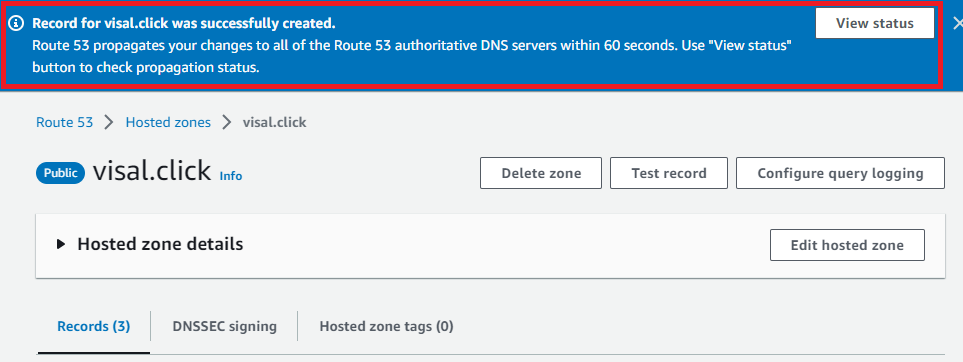 Record for visal.click was successfully created.
View status
Route 53 propagates your changes to all of the Route 53 authoritative DNS servers within 60 seconds. Use "View status"
button to check propagation status.
Route 53 > Hosted zones > visal.click
Public visal.click Info
Delete zone
Test record
Configure query logging
Hosted zone details
Edit hosted zone
Records (3)
DNSSEC signing
Hosted zone tags (0)